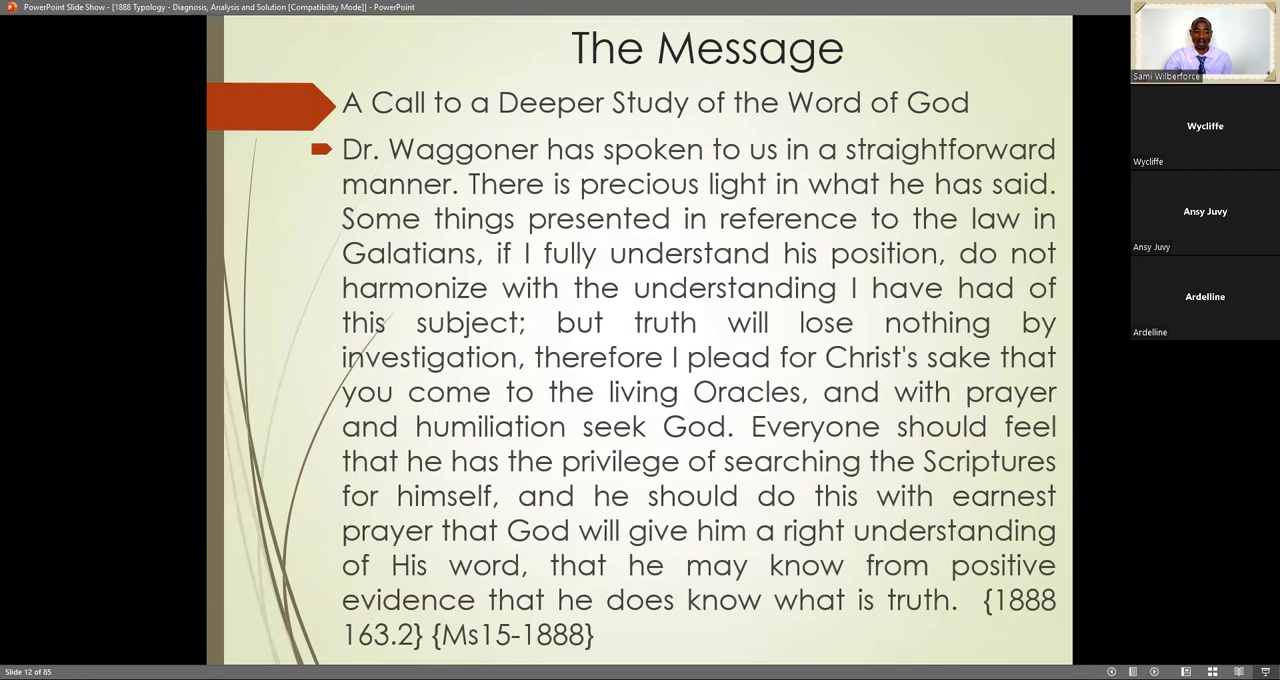 PowerPoint Slide Show - [1888 Typology - Diagnosis, Analysis and Solution [Compatibility Mode]] - PowerPoint
The Message
A Call to a Deeper Study of the Word of God
Dr. Waggoner has spoken to us in a straightforward
manner. There is precious light in what he has said.
Some things presented in reference to the law in
Galatians, if I fully understand his position, do not
harmonize with the understanding I have had of
this subject; but truth will lose nothing by
investigation, therefore I plead for Christ's sake that
you come to the living Oracles, and with prayer
and humiliation seek God. Everyone should feel
that he has the privilege of searching the Scriptures
for himself, and he should do this with earnest
prayer that God will give him a right understanding
of His word, that he may know from positive
evidence that he does know what is truth. {1888
163.2} {Ms15-1888}
Sami Wilberforce
Wycliffe
Wycliffe
Ansy Juvy
Ansy Juvy
Ardelline
Ardelline
Slide 12 of 85